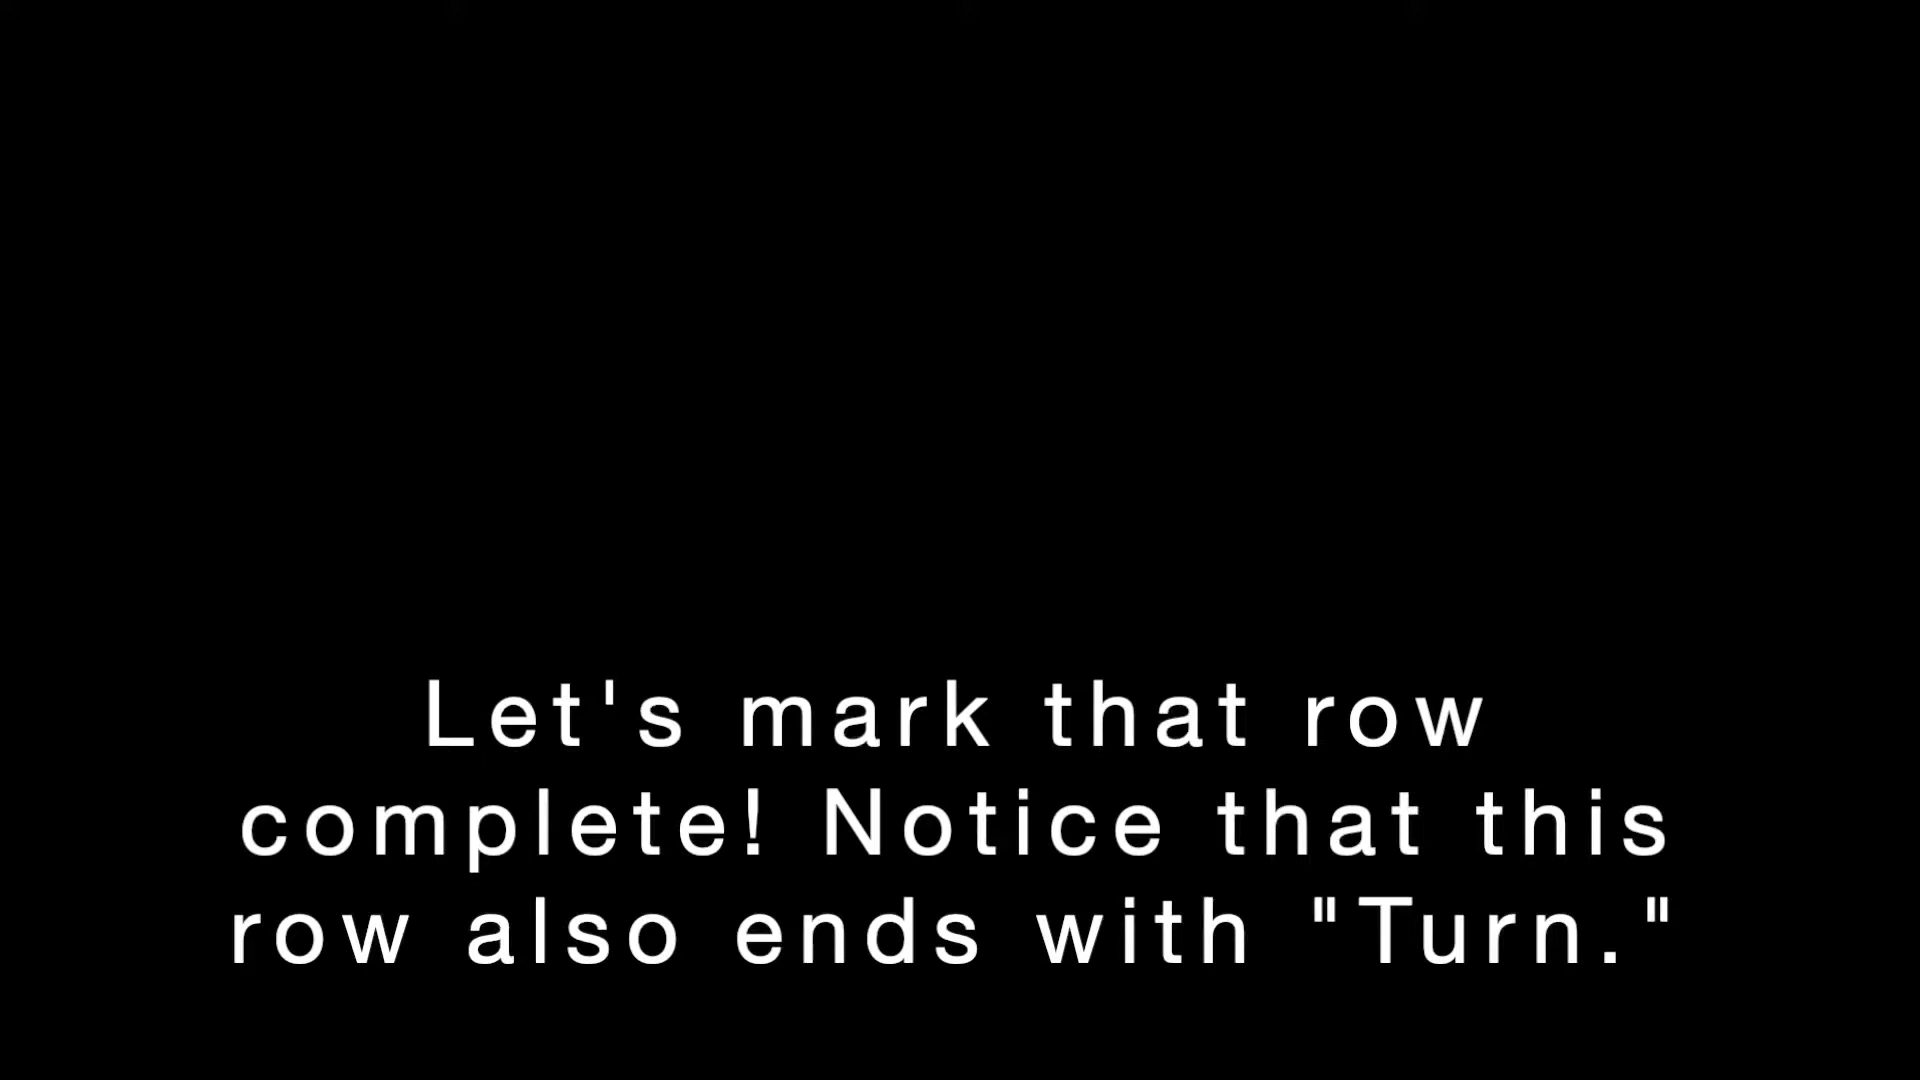 Let's mark that row
complete! Notice that this
row also ends with "Turn."